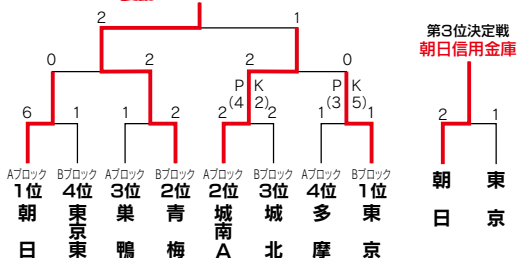 2 1
第3位決定戦
朝日信用金庫
0 2 2 0
P K
(4 2)
P K
(3 5)
6 1 1 2 2 2 1 1
2 1
Aブロック Bブロック Aブロック Bブロック Aブロック Bブロック Aブロック Bブロック
1位 4位 3位 2位 2位 3位 4位 1位
朝日 東京東 巣鴨 青梅 城南A 城北 多摩 東京
朝日 東京